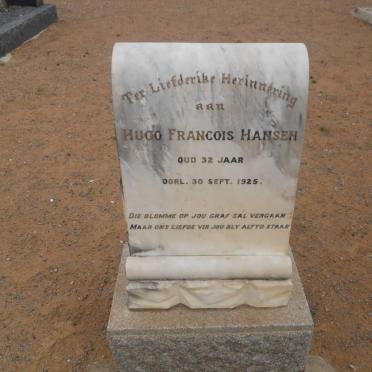 Ter Liefderike Herinnering
aan
Hugo Francois Hansen
oud 32 jaar
oorl. 30 Sept. 1925.
Die blomme op jou graf sal vergaan
Maar ons liefde vir jou bly altyd staan